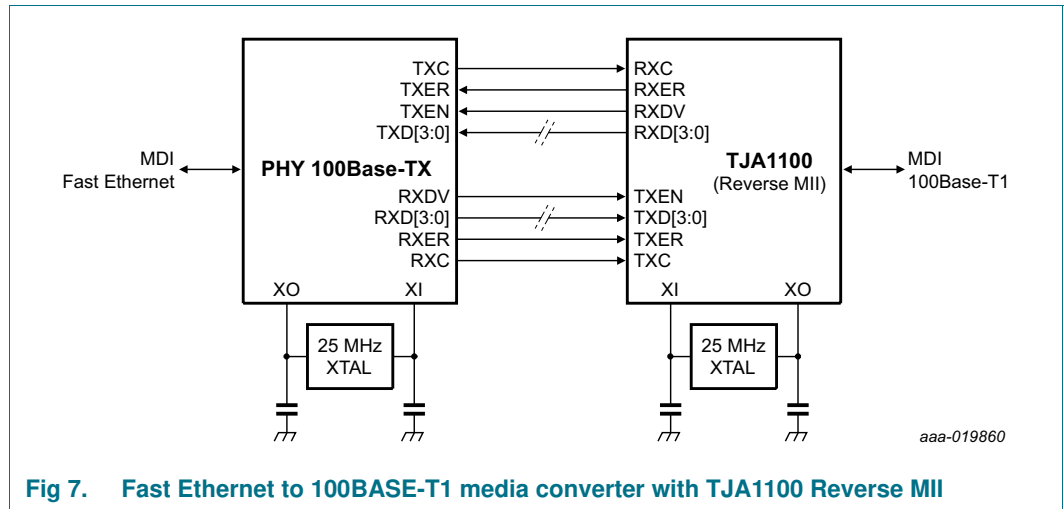 TXC
TXER
TXEN
TXD[3:0]
MDI
Fast Ethernet
PHY 100Base-TX
RXDV
RXD[3:0]
RXER
RXC
XO
XI
25 MHz
XTAL
RXC
RXER
RXDV
RXD[3:0]
TJA1100
(Reverse MII)
MDI
100Base-T1
TXEN
TXD[3:0]
TXER
TXC
XI
XO
25 MHz
XTAL
aaa-019860
Fig 7. Fast Ethernet to 100BASE-T1 media converter with TJA1100 Reverse MII